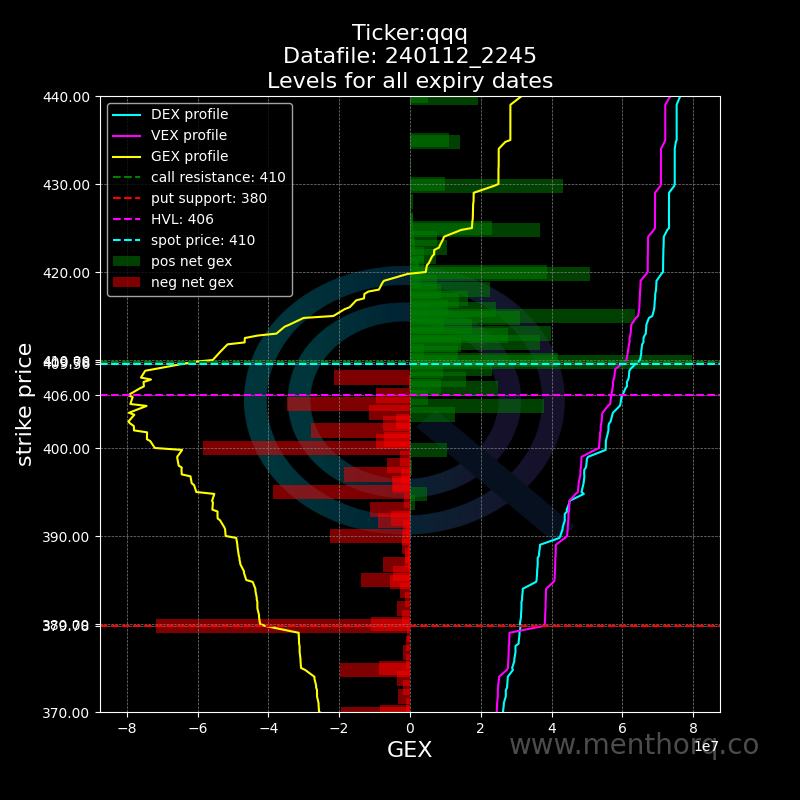 Ticker:qqq
Datafile: 240112_2245
Levels for all expiry dates
440.00
DEX profile
VEX profile
GEX profile
call resistance: 410
put support: 380
HVL: 406
spot price: 410
pos net gex
neg net gex
430.00
420.00
406.00
400.00
390.00
370.00
strike price
−8
−6
−4
−2
0
2
4
6
8
1e7
GEX
www.menthorq.co